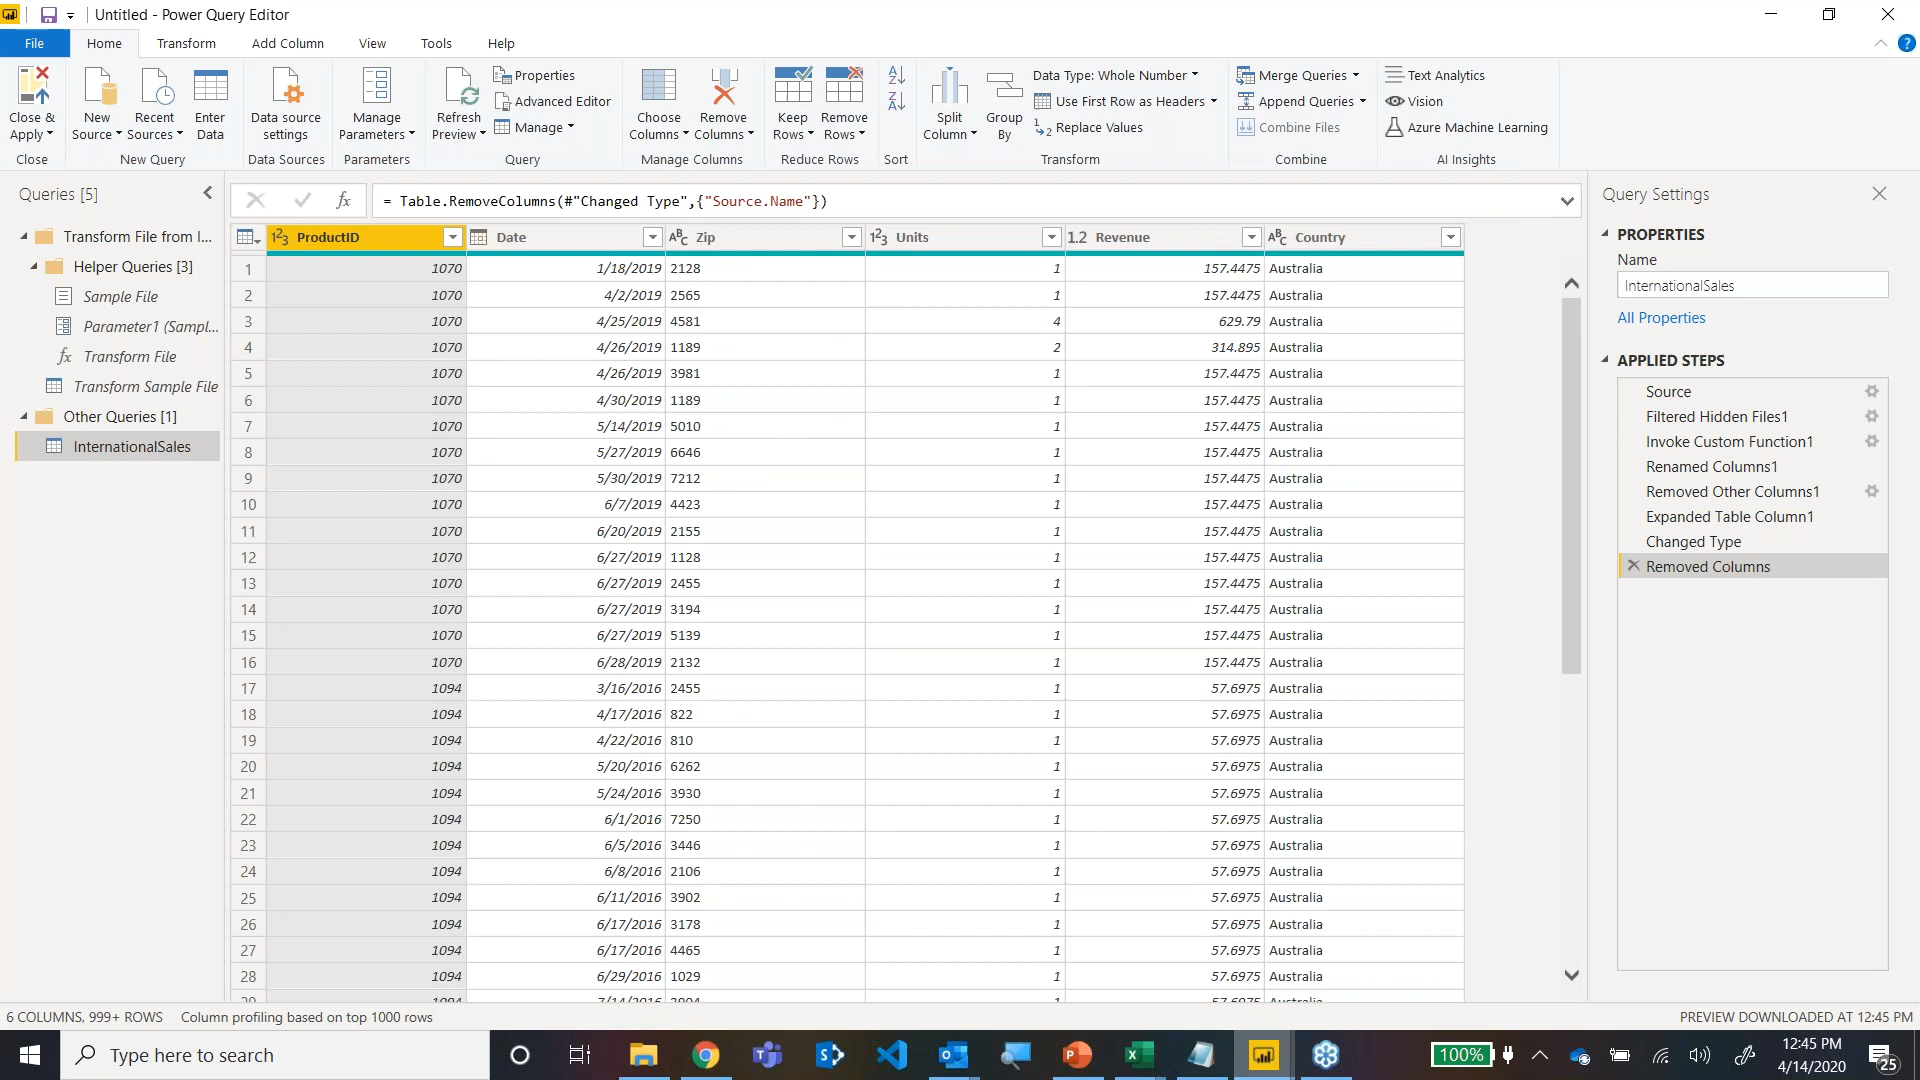 Untitled - Power Query Editor
File Home Transform Add Column View Tools Help
Close & Apply
New Source
Recent Sources
Enter Data
Data source settings
Manage Parameters
Refresh Preview
Properties
Advanced Editor
Manage
Choose Columns
Remove Columns
Keep Rows
Remove Rows
Split Column
Group By
Data Type: Whole Number
Use First Row as Headers
Replace Values
Merge Queries
Append Queries
Combine Files
Text Analytics
Vision
Azure Machine Learning
Close New Query Data Sources Parameters Query Manage Columns Reduce Rows Sort Transform Combine AI Insights
Queries [5]
Transform File from I...
Helper Queries [3]
Sample File
Parameter1 (Sampl...
Transform File
Transform Sample File
Other Queries [1]
InternationalSales
= Table.RemoveColumns(#"Changed Type",{"Source.Name"})
ProductID Date Zip Units 1.2 Revenue Country
1 1070 1/18/2019 2128 1 157.4475 Australia
2 1070 4/2/2019 2565 1 157.4475 Australia
3 1070 4/25/2019 4581 4 629.79 Australia
4 1070 4/26/2019 1189 2 314.895 Australia
5 1070 4/26/2019 3981 1 157.4475 Australia
6 1070 4/30/2019 1189 1 157.4475 Australia
7 1070 5/14/2019 5010 1 157.4475 Australia
8 1070 5/27/2019 6646 1 157.4475 Australia
9 1070 5/30/2019 7212 1 157.4475 Australia
10 1070 6/7/2019 4423 1 157.4475 Australia
11 1070 6/20/2019 2155 1 157.4475 Australia
12 1070 6/27/2019 1128 1 157.4475 Australia
13 1070 6/27/2019 2455 1 157.4475 Australia
14 1070 6/27/2019 3194 1 157.4475 Australia
15 1070 6/27/2019 5139 1 157.4475 Australia
16 1070 6/28/2019 2132 1 157.4475 Australia
17 1094 3/16/2016 2455 1 57.6975 Australia
18 1094 4/17/2016 822 1 57.6975 Australia
19 1094 4/22/2016 810 1 57.6975 Australia
20 1094 5/20/2016 6262 1 57.6975 Australia
21 1094 5/24/2016 3930 1 57.6975 Australia
22 1094 6/1/2016 7250 1 57.6975 Australia
23 1094 6/5/2016 3446 1 57.6975 Australia
24 1094 6/8/2016 2106 1 57.6975 Australia
25 1094 6/11/2016 3902 1 57.6975 Australia
26 1094 6/17/2016 3178 1 57.6975 Australia
27 1094 6/17/2016 4465 1 57.6975 Australia
28 1094 6/29/2016 1029 1 57.6975 Australia
Query Settings
PROPERTIES
Name
InternationalSales
All Properties
APPLIED STEPS
Source
Filtered Hidden Files1
Invoke Custom Function1
Renamed Columns1
Removed Other Columns1
Expanded Table Column1
Changed Type
Removed Columns
6 COLUMNS, 999+ ROWS Column profiling based on top 1000 rows PREVIEW DOWNLOADED AT 12:45 PM
Type here to search
100%
12:45 PM
4/14/2020
25